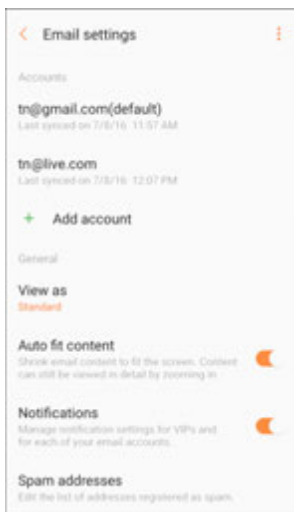 Email settings
Accounts
tn@gmail.com(default)
Last synced on 7/8/16 11:57 AM
tn@live.com
Last synced on 7/8/16 12:07 PM
+ Add account
General
View as
Standard
Auto fit content
Shrink email content to fit the screen. Content
can still be viewed in detail by zooming in
Notifications
Manage notification settings for VIPs and
for each of your email accounts.
Spam addresses
Edit the list of addresses registered as spam.